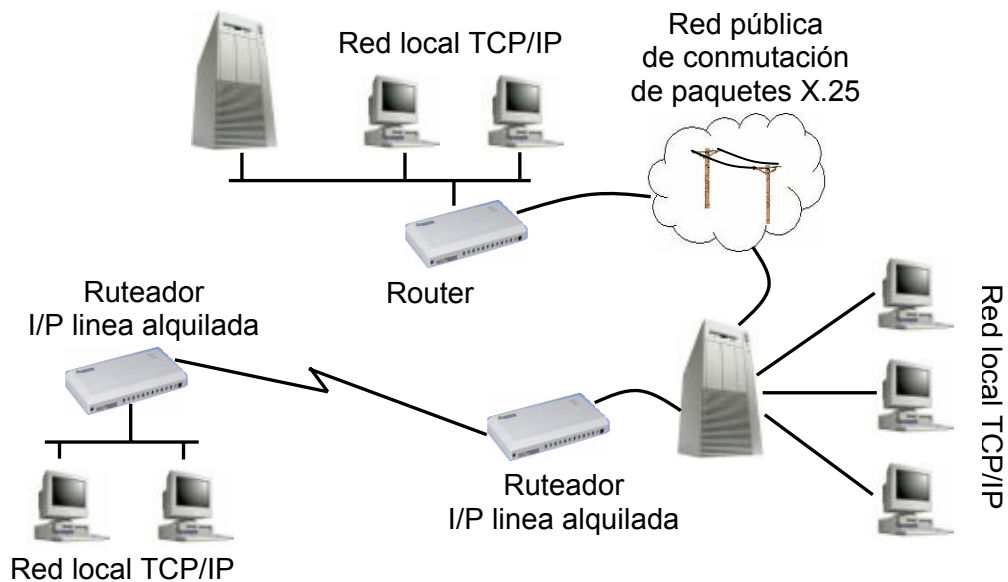 Red local TCP/IP
Red pública
de conmutación
de paquetes X.25
Router
Ruteador
I/P linea alquilada
Red local TCP/IP
Ruteador
I/P linea alquilada
Red local TCP/IP